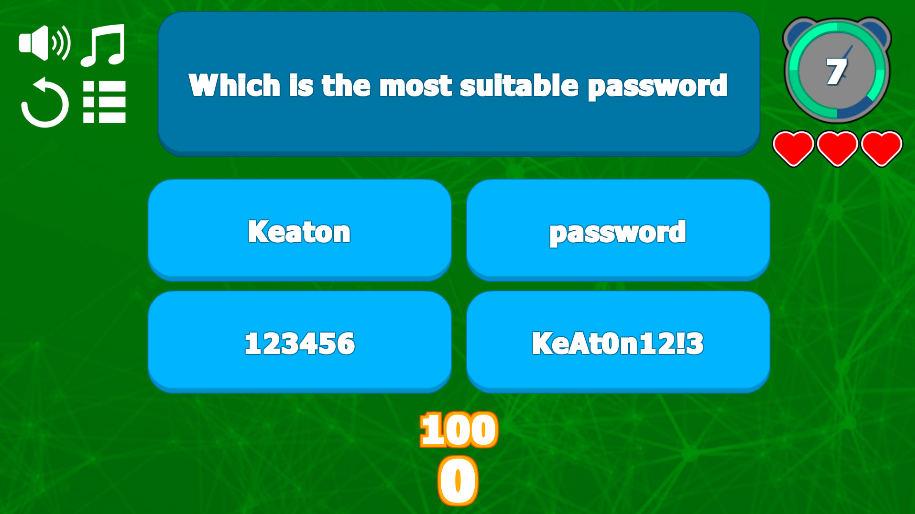 Which is the most suitable password
7
Keaton
password
123456
KeAt0n12!3
100
0